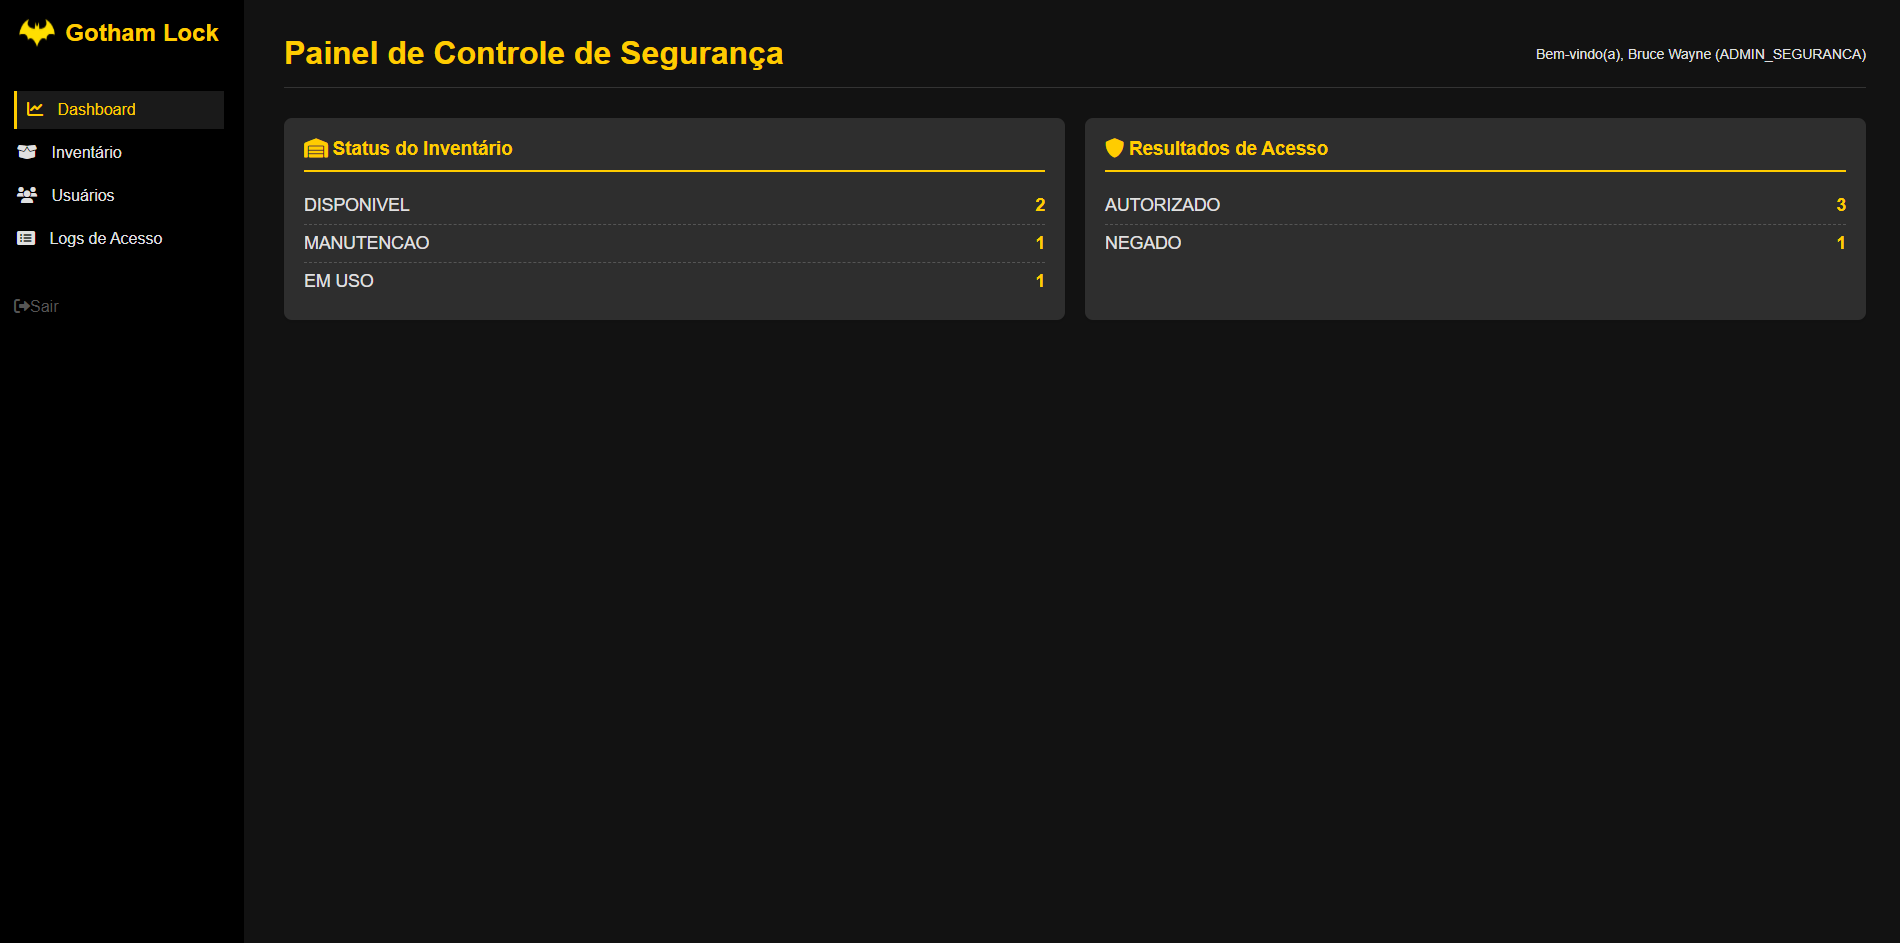 Gotham Lock
Dashboard
Inventário
Usuários
Logs de Acesso
Sair
Painel de Controle de Segurança
Bem-vindo(a), Bruce Wayne (ADMIN_SEGURANCA)
Status do Inventário
DISPONIVEL 2
MANUTENCAO 1
EM USO 1
Resultados de Acesso
AUTORIZADO 3
NEGADO 1